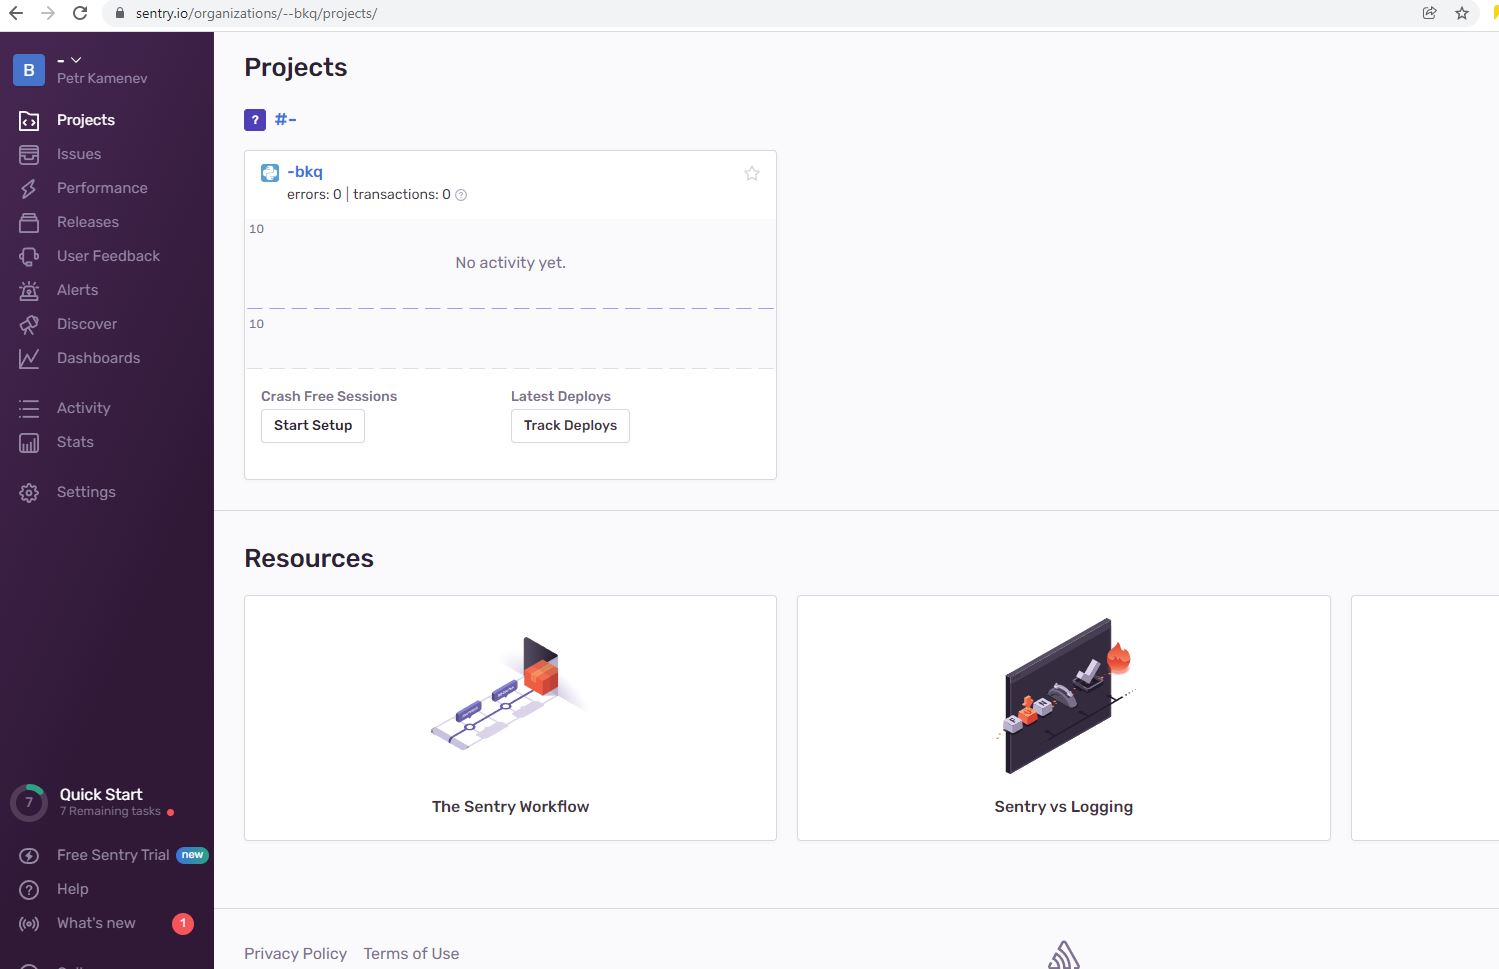 sentry.io/organizations/--bkq/projects/
B
-
Petr Kamenev
Projects
Issues
Performance
Releases
User Feedback
Alerts
Discover
Dashboards
Activity
Stats
Settings
7
Quick Start
7 Remaining tasks
Free Sentry Trial new
Help
What's new 1
Projects
? #-
-bkq
errors: 0 | transactions: 0 ?
10
No activity yet.
10
Crash Free Sessions
Latest Deploys
Start Setup
Track Deploys
Resources
The Sentry Workflow
Sentry vs Logging
Privacy Policy Terms of Use